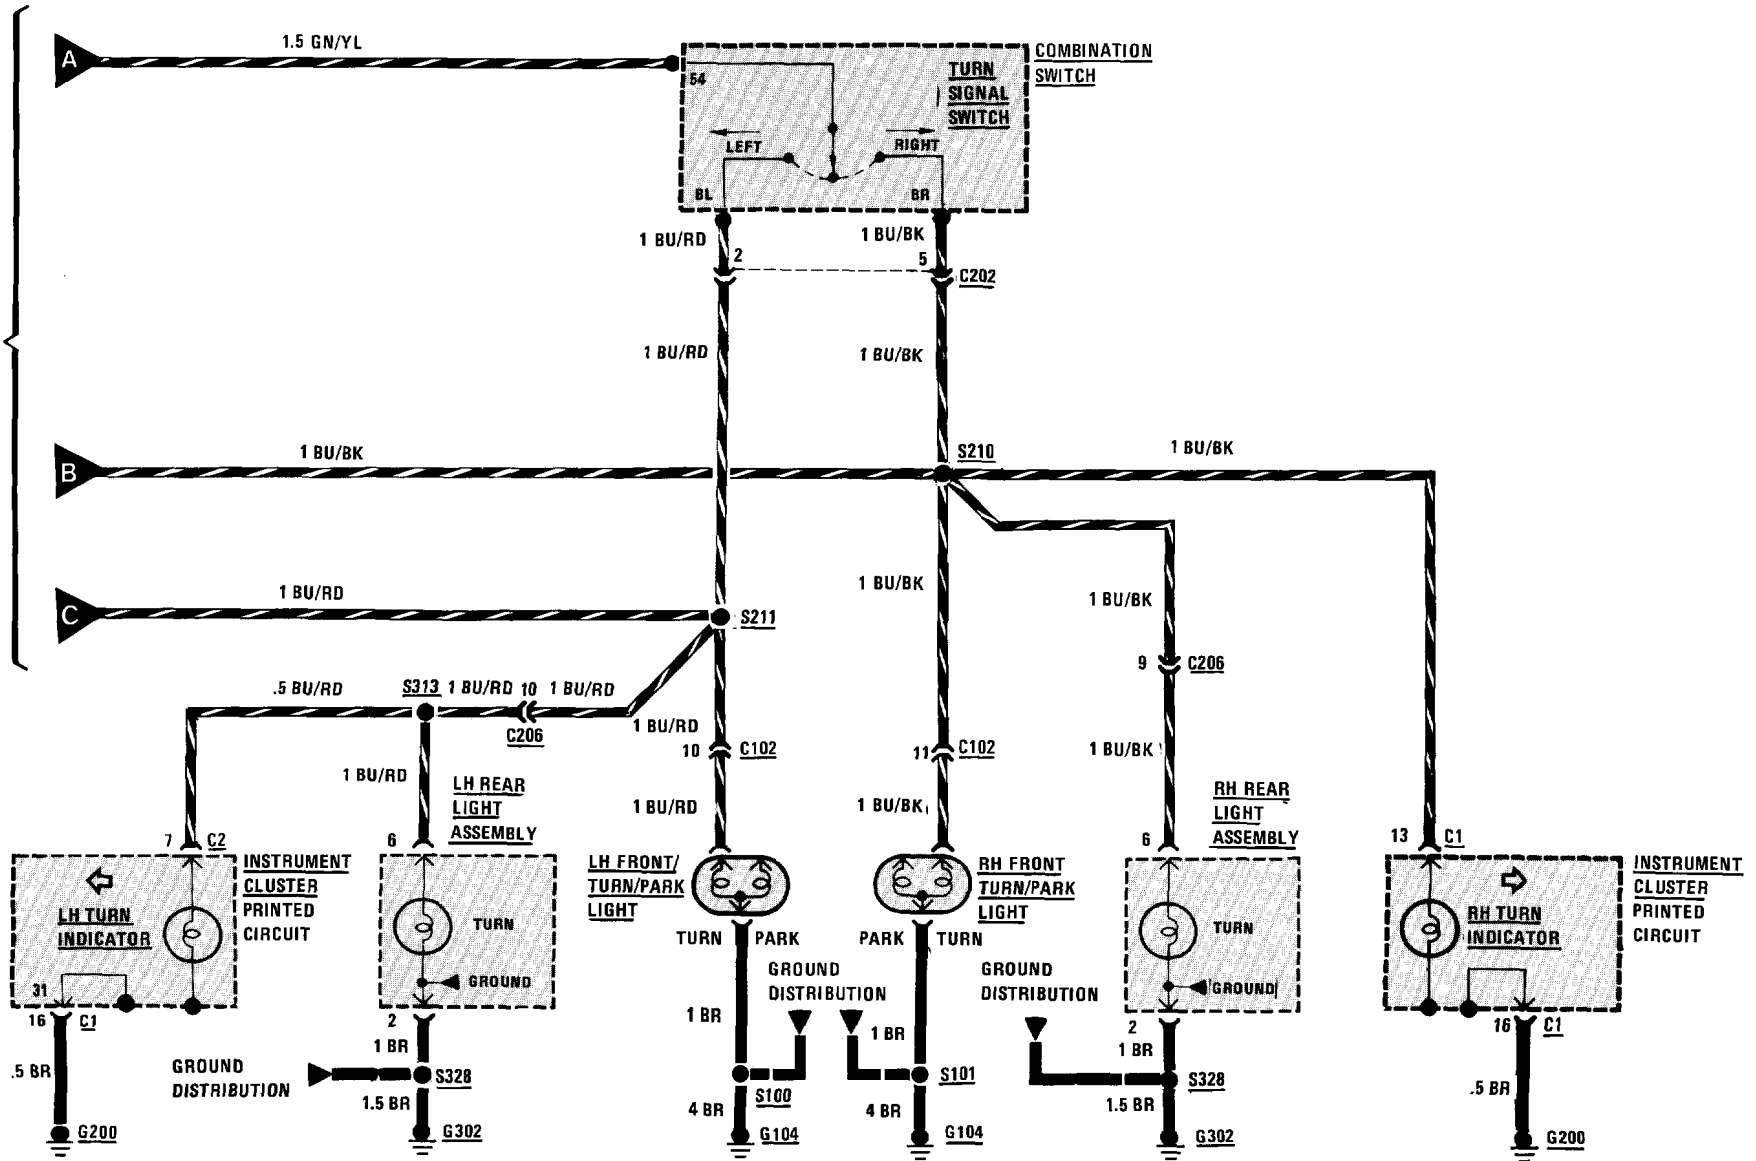 A
1.5 GN/YL
COMBINATION
SWITCH
54
TURN
SIGNAL
SWITCH
LEFT
RIGHT
BL
BR
1 BU/RD
1 BU/BK
2
5
C202
1 BU/RD
1 BU/BK
B
1 BU/BK
S210
1 BU/BK
C
1 BU/RD
S211
1 BU/BK
1 BU/BK
9
C206
.5 BU/RD
S313
1 BU/RD
10
1 BU/RD
C206
1 BU/RD
10
C102
11
C102
1 BU/BK
1 BU/RD
LH REAR
LIGHT
ASSEMBLY
1 BU/RD
1 BU/BK
RH REAR
LIGHT
ASSEMBLY
7
C2
6
6
13
C1
INSTRUMENT
CLUSTER
PRINTED
CIRCUIT
LH TURN
INDICATOR
TURN
GROUND
LH FRONT/
TURN/PARK
LIGHT
RH FRONT
TURN/PARK
LIGHT
TURN
GROUND
RH TURN
INDICATOR
INSTRUMENT
CLUSTER
PRINTED
CIRCUIT
TURN
PARK
PARK
TURN
GROUND
DISTRIBUTION
GROUND
DISTRIBUTION
31
16
C1
2
1 BR
1 BR
1 BR
2
1 BR
16
C1
.5 BR
GROUND
DISTRIBUTION
S328
S100
S101
S328
.5 BR
1.5 BR
4 BR
4 BR
1.5 BR
G200
G302
G104
G104
G302
G200